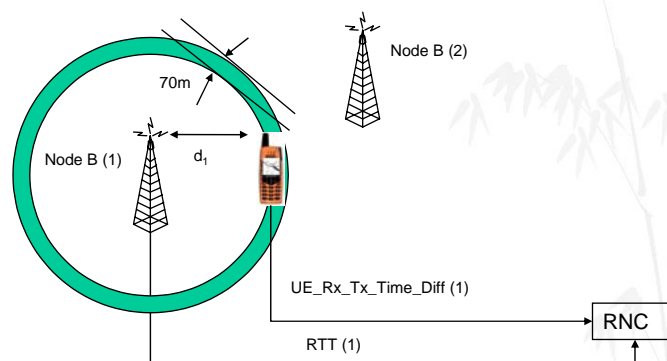 Node B (2)
70m
Node B (1)
d₁
UE_Rx_Tx_Time_Diff (1)
RNC
RTT (1)